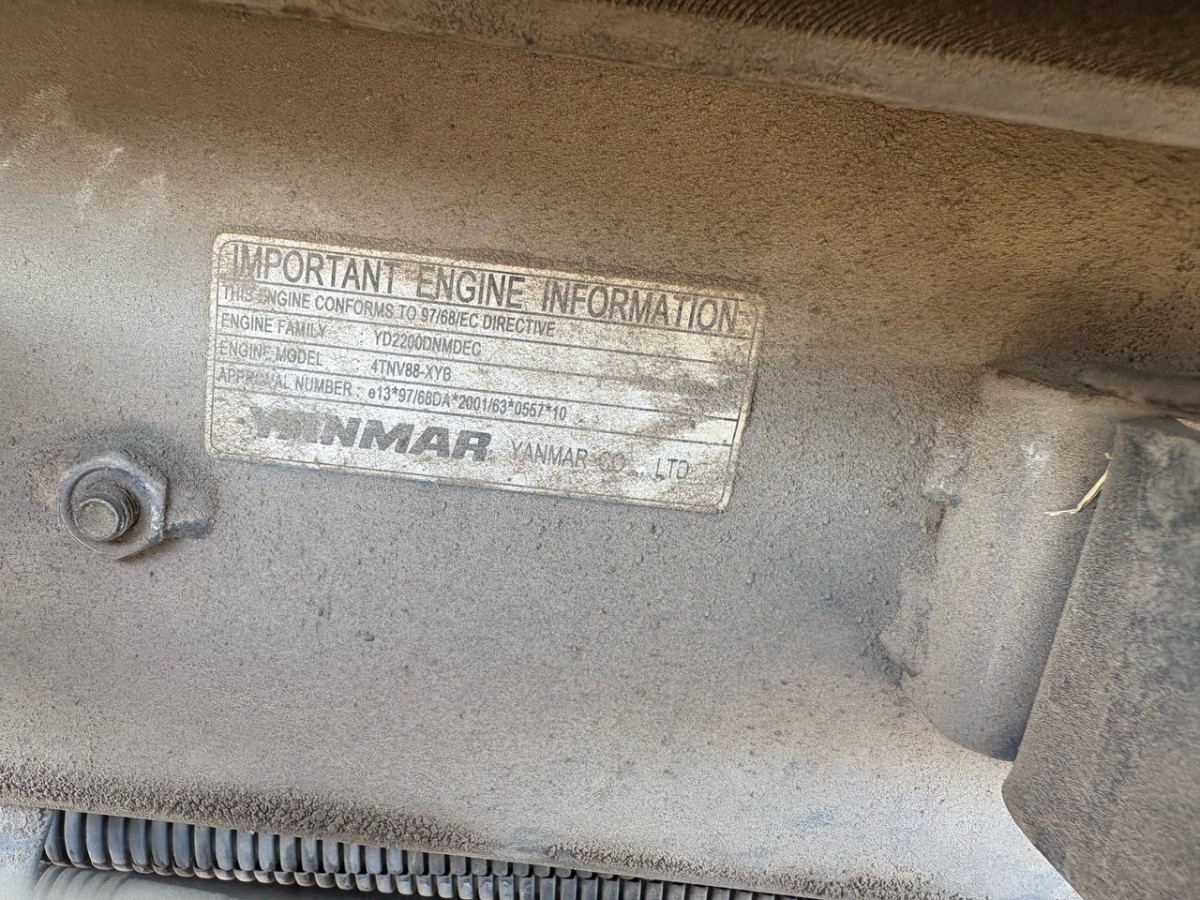 IMPORTANT ENGINE INFORMATION
THIS ENGINE CONFORMS TO 97/68/EC DIRECTIVE
ENGINE FAMILY YD2200DNMDEC
ENGINE MODEL 4TNV88-XYB
APPROVAL NUMBER : e13*97/68DA*2001/63*0557*10
YANMAR YANMAR CO., LTD